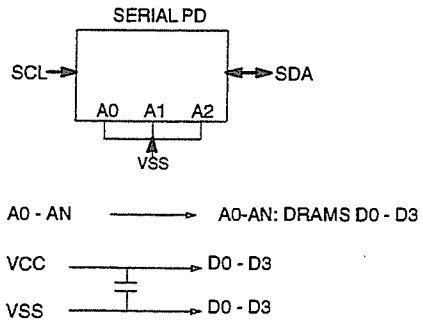 SERIAL PD
SCL SDA
A0 A1 A2
VSS
A0 - AN A0-AN: DRAMS D0 - D3
VCC D0 - D3
VSS D0 - D3